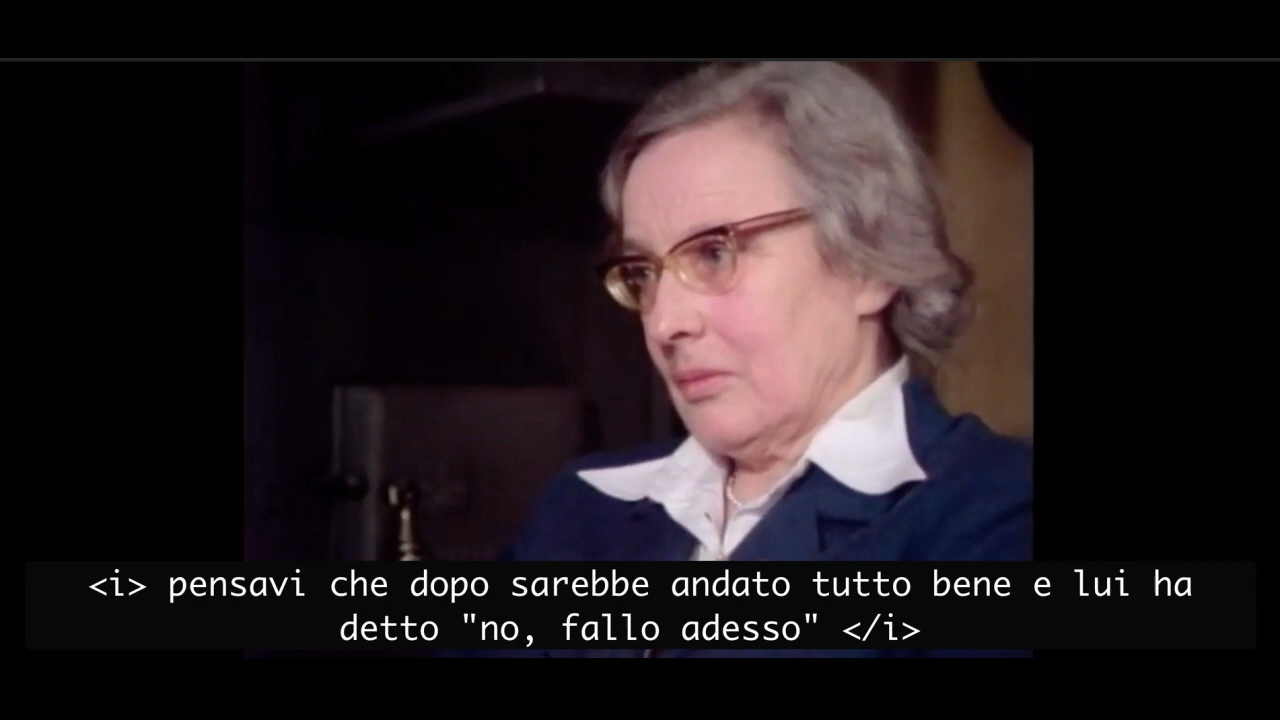 <i> pensavi che dopo sarebbe andato tutto bene e lui ha
detto "no, fallo adesso" </i>